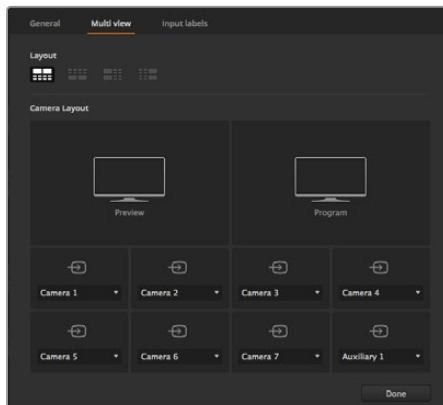 General Multi view Input labels
Layout
Camera Layout
Preview Program
Camera 1 Camera 2 Camera 3 Camera 4
Camera 5 Camera 6 Camera 7 Auxiliary 1
Done